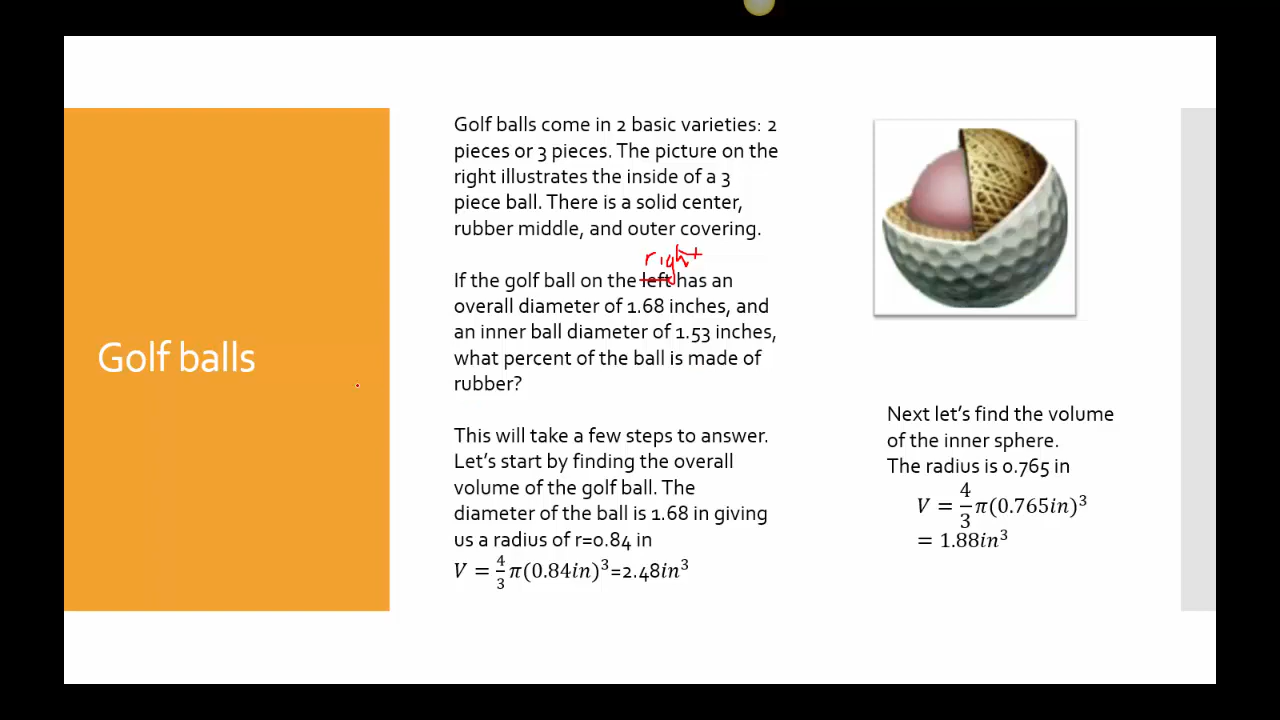 Golf balls
Golf balls come in 2 basic varieties: 2
pieces or 3 pieces. The picture on the
right illustrates the inside of a 3
piece ball. There is a solid center,
rubber middle, and outer covering.
right
If the golf ball on the left has an
overall diameter of 1.68 inches, and
an inner ball diameter of 1.53 inches,
what percent of the ball is made of
rubber?
This will take a few steps to answer.
Let's start by finding the overall
volume of the golf ball. The
diameter of the ball is 1.68 in giving
us a radius of r=0.84 in
V = 4/3 π(0.84in)³=2.48in³
Next let's find the volume
of the inner sphere.
The radius is 0.765 in
V = 4/3 π(0.765in)³
= 1.88in³